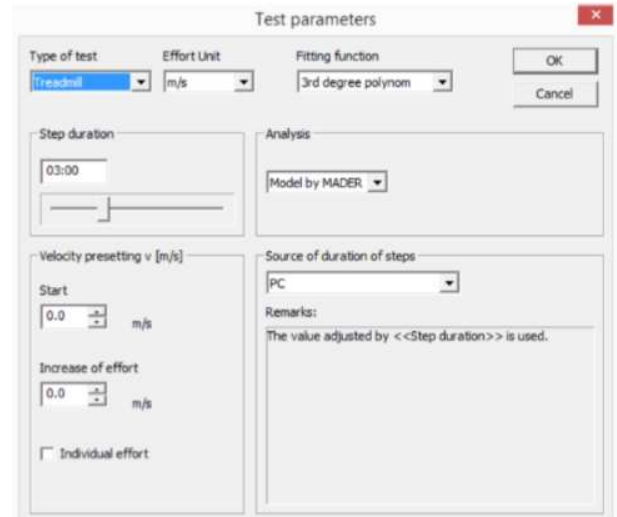 Test parameters
Type of test
Effort Unit
Fitting function
Treadmill
m/s
3rd degree polynom
OK
Cancel
Step duration
03:00
Analysis
Model by MADER
Velocity presetting v [m/s]
Start
0.0
m/s
Increase of effort
0.0
m/s
Individual effort
Source of duration of steps
PC
Remarks:
The value adjusted by <<Step duration>> is used.